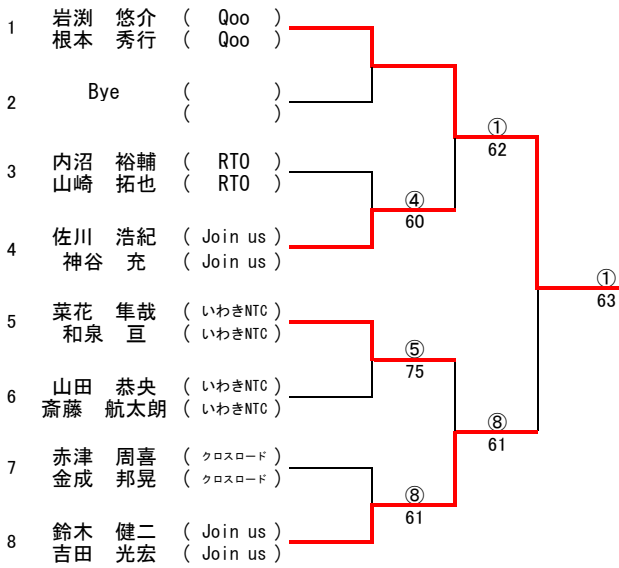 1 岩渕 悠介 ( Qoo )
根本 秀行 ( Qoo )
2 Bye ( )
( )
① 62
3 内沼 裕輔 ( RTO )
山崎 拓也 ( RTO )
④ 60
4 佐川 浩紀 ( Join us )
神谷 充 ( Join us )
① 63
5 菜花 隼哉 ( いわきNTC )
和泉 亘 ( いわきNTC )
⑤ 75
6 山田 恭央 ( いわきNTC )
斎藤 航太朗 ( いわきNTC )
⑧ 61
7 赤津 周喜 ( クロスロード )
金成 邦晃 ( クロスロード )
⑧ 61
8 鈴木 健二 ( Join us )
吉田 光宏 ( Join us )